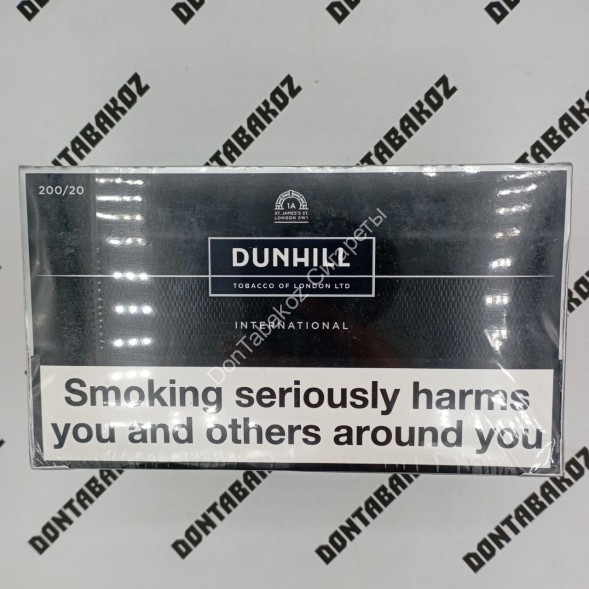 DONTABAKOZ
DONTABAKOZ
DONTABAKOZ
DONTABAKOZ
200/20
1A
ST. JAMES'S ST.
LONDON SW1
DUNHILL
TOBACCO OF LONDON LTD
INTERNATIONAL
DonTabakoz Сигареты
Smoking seriously harms
you and others around you
DONTABAKOZ
DONTABAKOZ
DONTABAKOZ